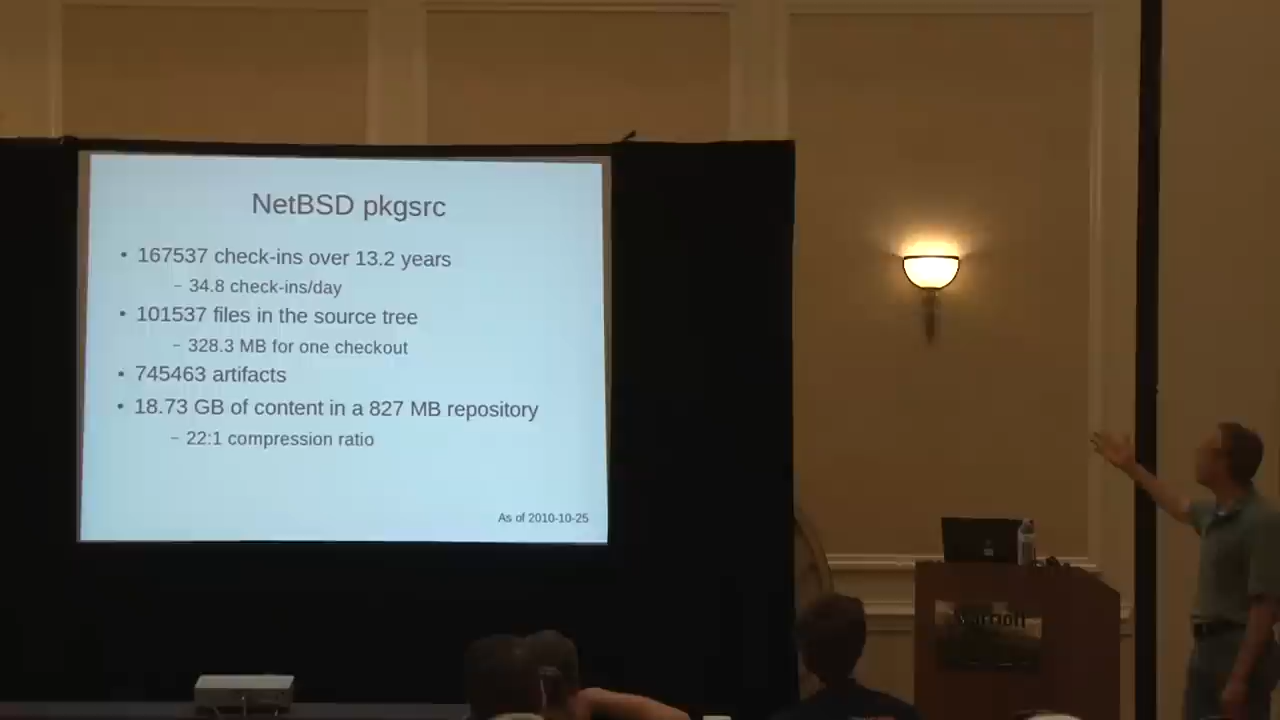 NetBSD pkgsrc
• 167537 check-ins over 13.2 years
– 34.8 check-ins/day
• 101537 files in the source tree
– 328.3 MB for one checkout
• 745463 artifacts
• 18.73 GB of content in a 827 MB repository
– 22:1 compression ratio
As of 2010-10-25
Marriott